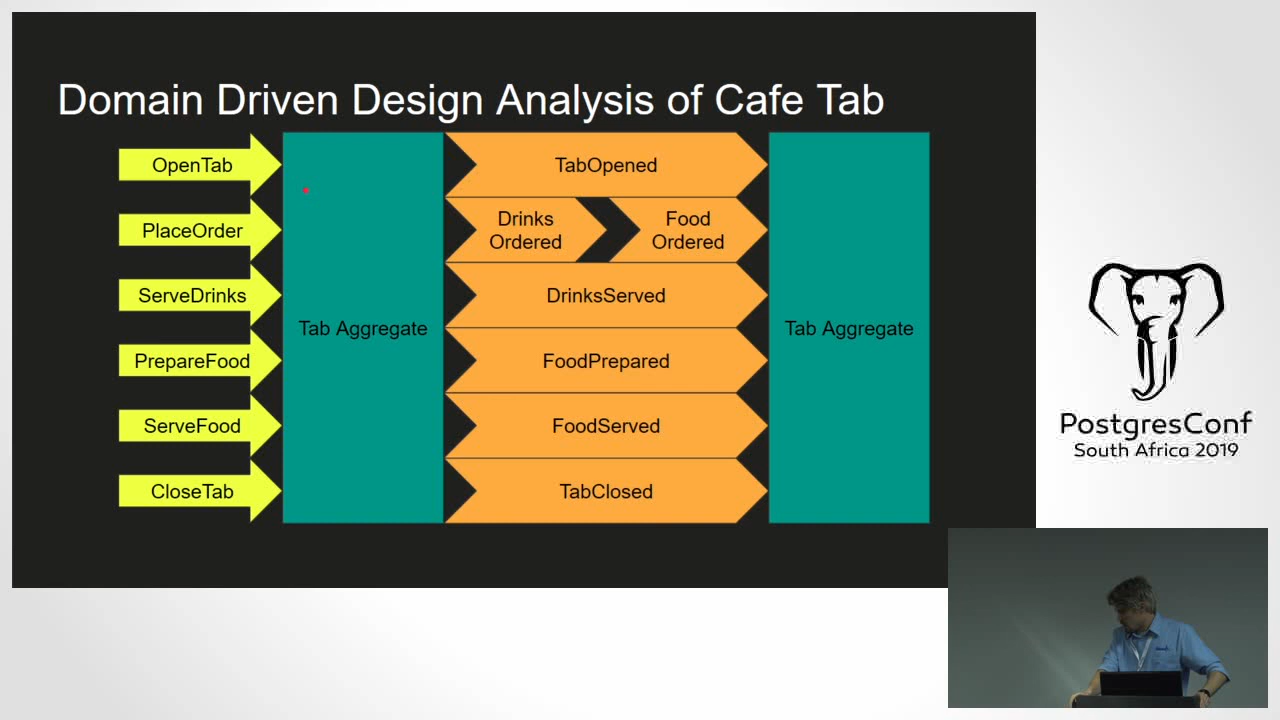 Domain Driven Design Analysis of Cafe Tab
OpenTab
PlaceOrder
ServeDrinks
PrepareFood
ServeFood
CloseTab
Tab Aggregate
TabOpened
Drinks
Ordered
Food
Ordered
DrinksServed
FoodPrepared
FoodServed
TabClosed
Tab Aggregate
PostgresConf
South Africa 2019